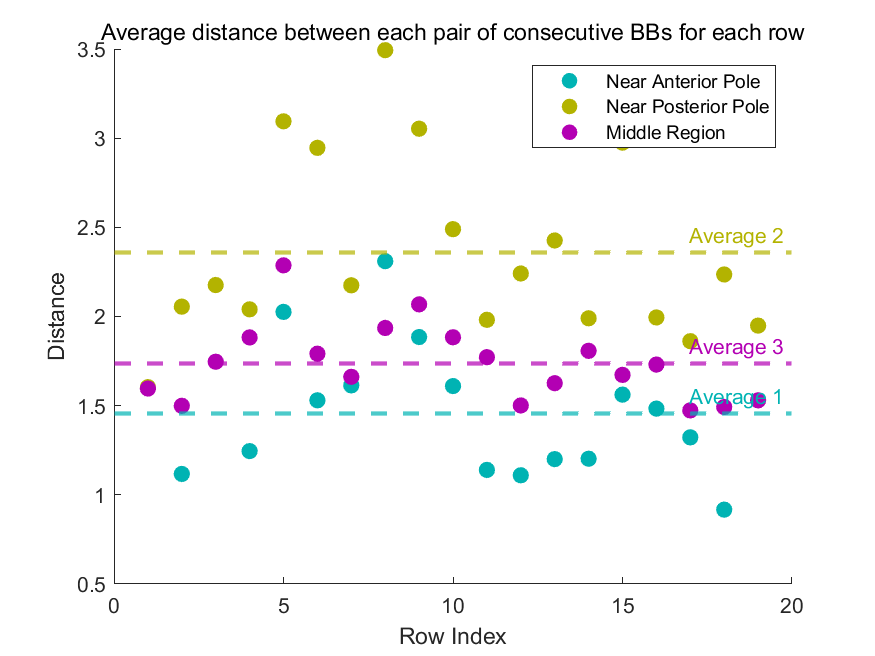 Average distance between each pair of consecutive BBs for each row
3.5
3
2.5
2
1.5
1
0.5
Distance
Near Anterior Pole
Near Posterior Pole
Middle Region
Average 2
Average 3
Average 1
0
5
10
15
20
Row Index